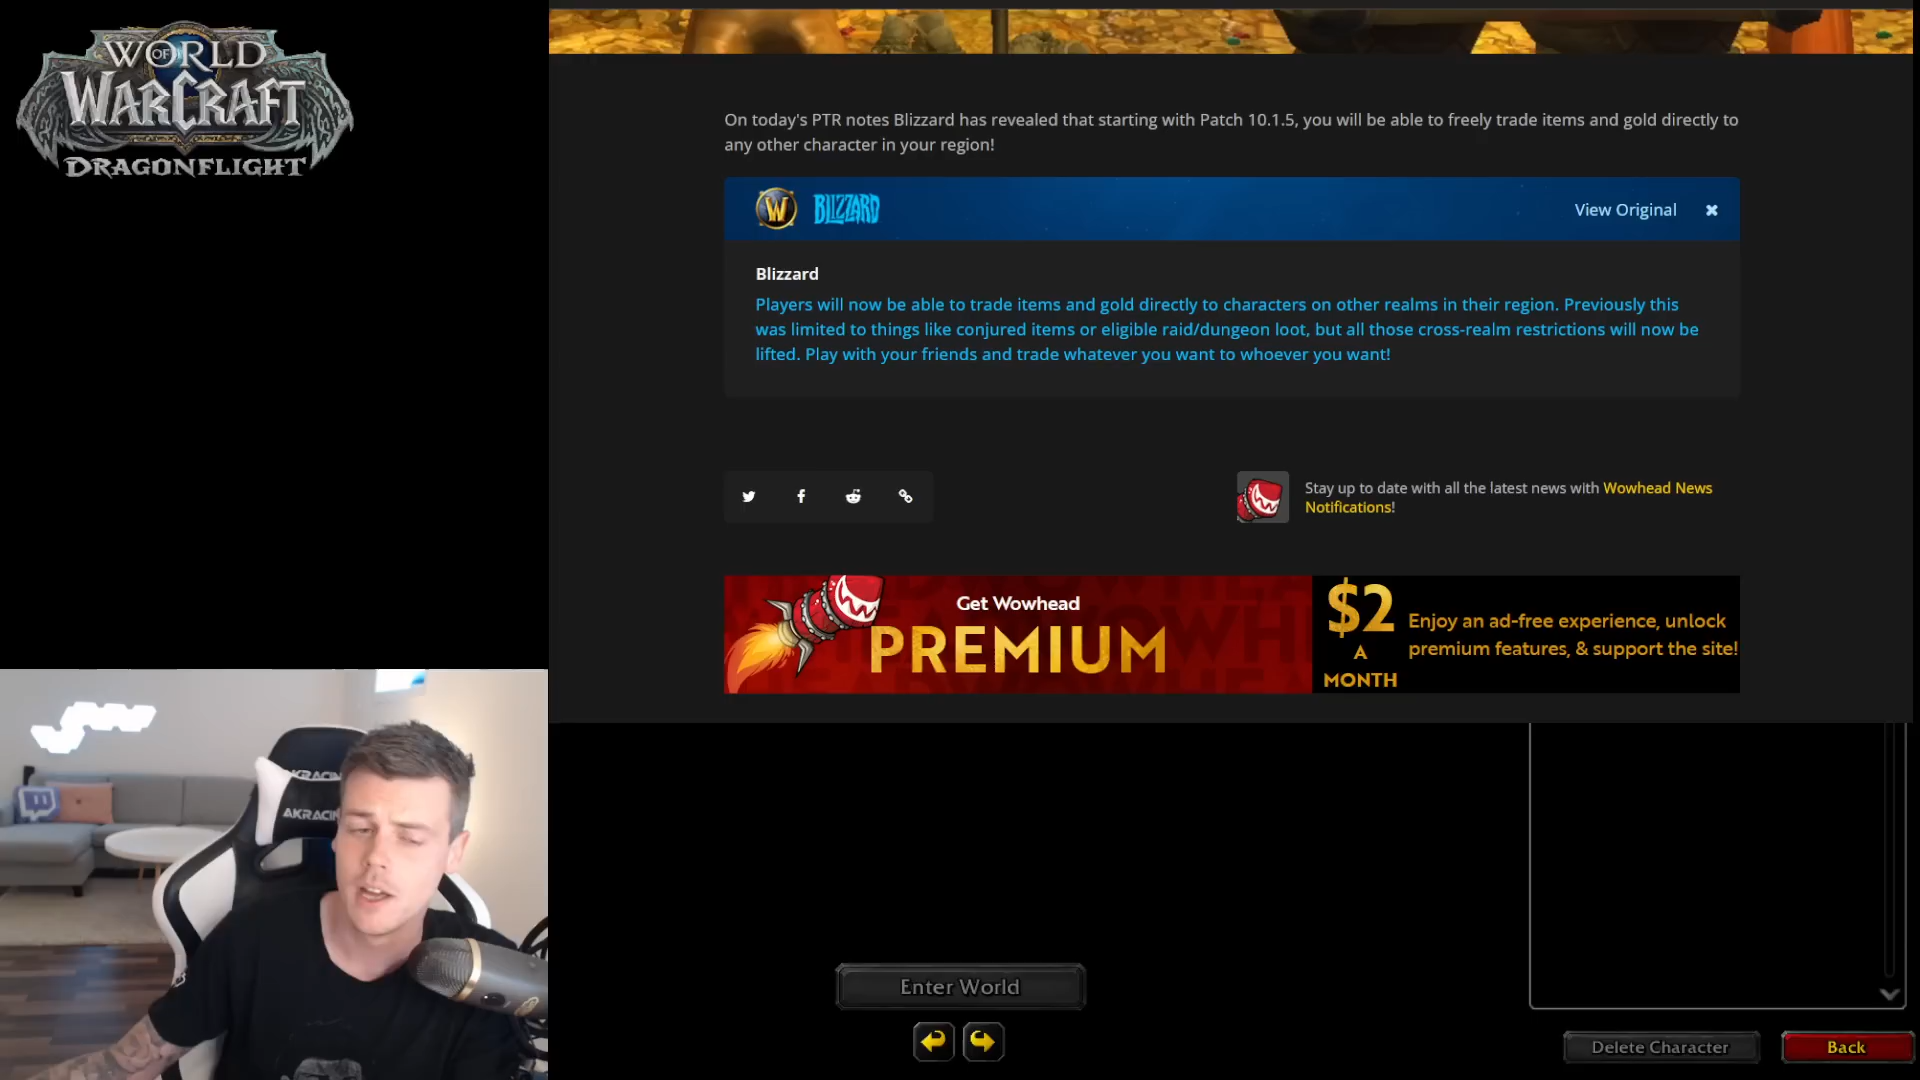 WORLD
OF
WARCRAFT
DRAGONFLIGHT
On today's PTR notes Blizzard has revealed that starting with Patch 10.1.5, you will be able to freely trade items and gold directly to
any other character in your region!
W
BLIZZARD
View Original
Blizzard
Players will now be able to trade items and gold directly to characters on other realms in their region. Previously this
was limited to things like conjured items or eligible raid/dungeon loot, but all those cross-realm restrictions will now be
lifted. Play with your friends and trade whatever you want to whoever you want!
Stay up to date with all the latest news with Wowhead News
Notifications!
Get Wowhead
PREMIUM
$2
A
MONTH
Enjoy an ad-free experience, unlock
premium features, & support the site!
AKRACIN
AKRACIN
Enter World
Delete Character
Back